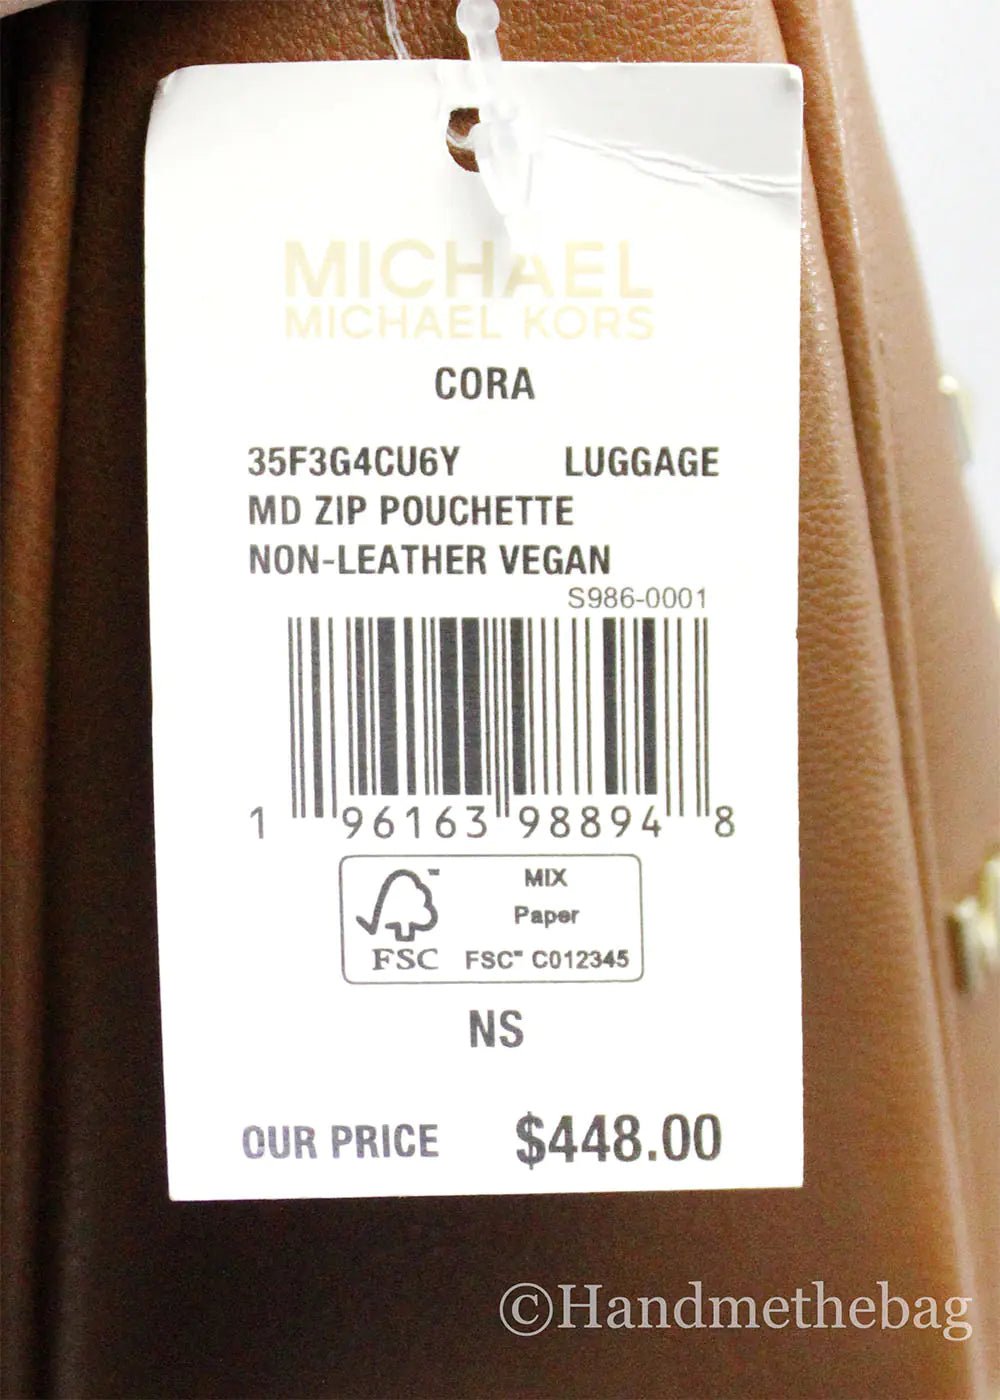 MICHAEL
MICHAEL KORS
CORA
35F3G4CU6Y LUGGAGE
MD ZIP POUCHETTE
NON-LEATHER VEGAN
S986-0001
1 96163 98894 8
FSC
MIX
Paper
FSC™ C012345
NS
OUR PRICE $448.00
©Handmethebag